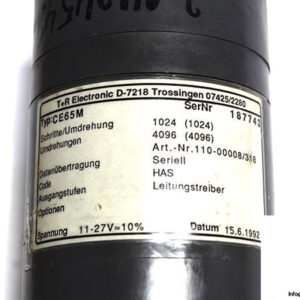 T+R Electronic D-7218 Trossingen 07425/2280
Typ:CE65M SerNr 187743
Schritte/Umdrehung 1024 (1024)
Umdrehungen 4096 (4096)
Art.-Nr.110-00008/318
Datenübertragung Seriell
Code HAS
Ausgangsstufen Leitungstreiber
Optionen
Spannung 11-27V=10% Datum 15.6.1992